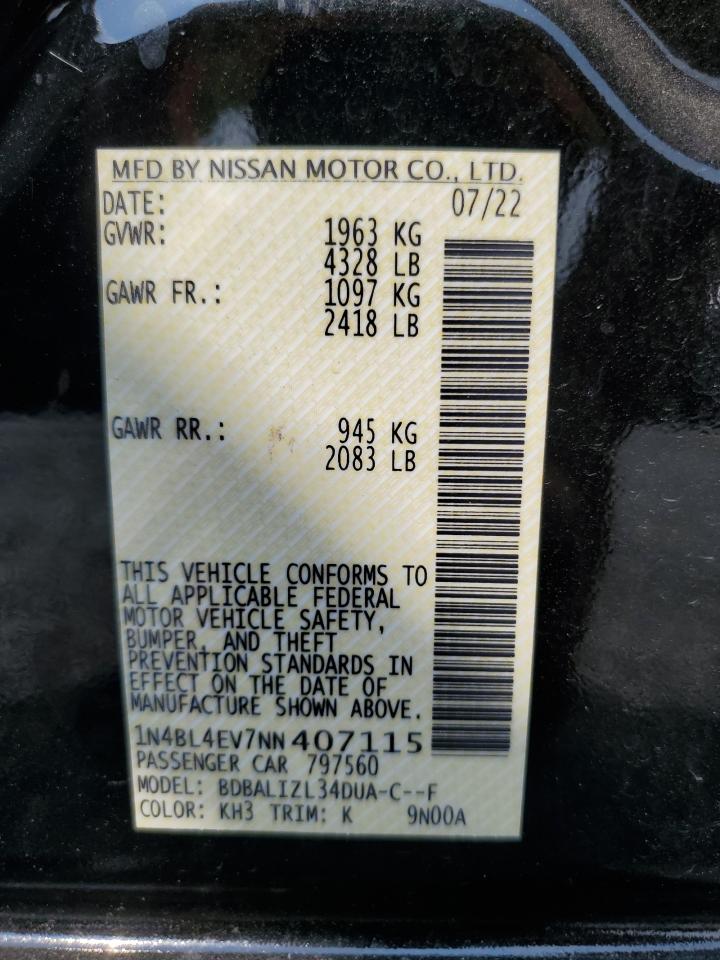 MFD BY NISSAN MOTOR CO., LTD.
DATE: 07/22
GVWR: 1963 KG
4328 LB
GAWR FR.: 1097 KG
2418 LB
GAWR RR.: 945 KG
2083 LB
THIS VEHICLE CONFORMS TO
ALL APPLICABLE FEDERAL
MOTOR VEHICLE SAFETY,
BUMPER, AND THEFT
PREVENTION STANDARDS IN
EFFECT ON THE DATE OF
MANUFACTURE SHOWN ABOVE.
1N4BL4EV7NN407115
PASSENGER CAR 797560
MODEL: BDBALIZL34DUA-C--F
COLOR: KH3 TRIM: K 9N00A